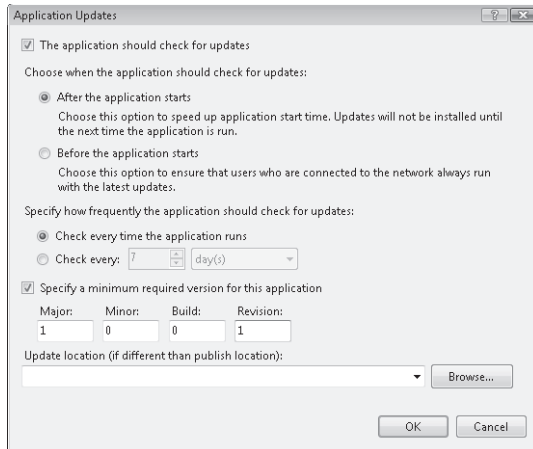 Application Updates
The application should check for updates
Choose when the application should check for updates:
After the application starts
Choose this option to speed up application start time. Updates will not be installed until
the next time the application is run.
Before the application starts
Choose this option to ensure that users who are connected to the network always run
with the latest updates.
Specify how frequently the application should check for updates:
Check every time the application runs
Check every: 7 day(s)
Specify a minimum required version for this application
Major: Minor: Build: Revision:
1 0 0 1
Update location (if different than publish location):
Browse...
OK Cancel